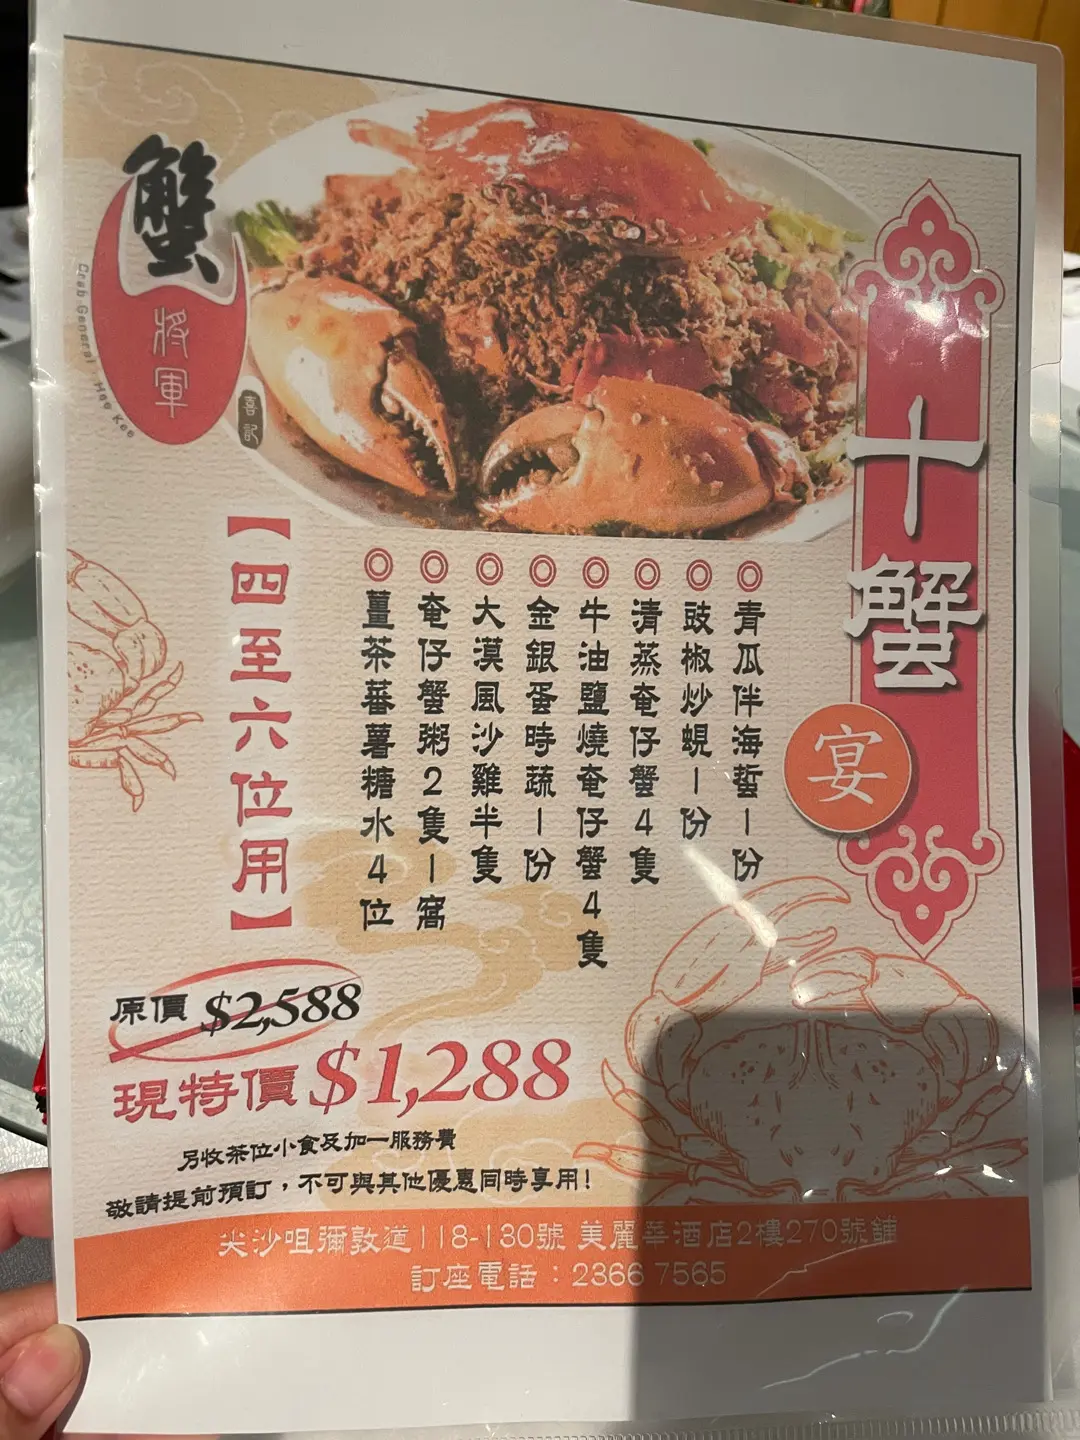 蟹
將軍
喜記
Crab General · Hee Kee
十蟹
宴
青瓜伴海蜇一份
豉椒炒蜆一份
清蒸奄仔蟹4隻
牛油鹽燒奄仔蟹4隻
金銀蛋時蔬一份
大漠風沙雞半隻
奄仔蟹粥2隻一窩
薑茶蕃薯糖水4位
【四至六位用】
原價 $2,588
現特價 $1,288
另收茶位小食及加一服務費
敬請提前預訂，不可與其他優惠同時享用!
尖沙咀彌敦道118-130號 美麗華酒店2樓270號舖
訂座電話：2366 7565